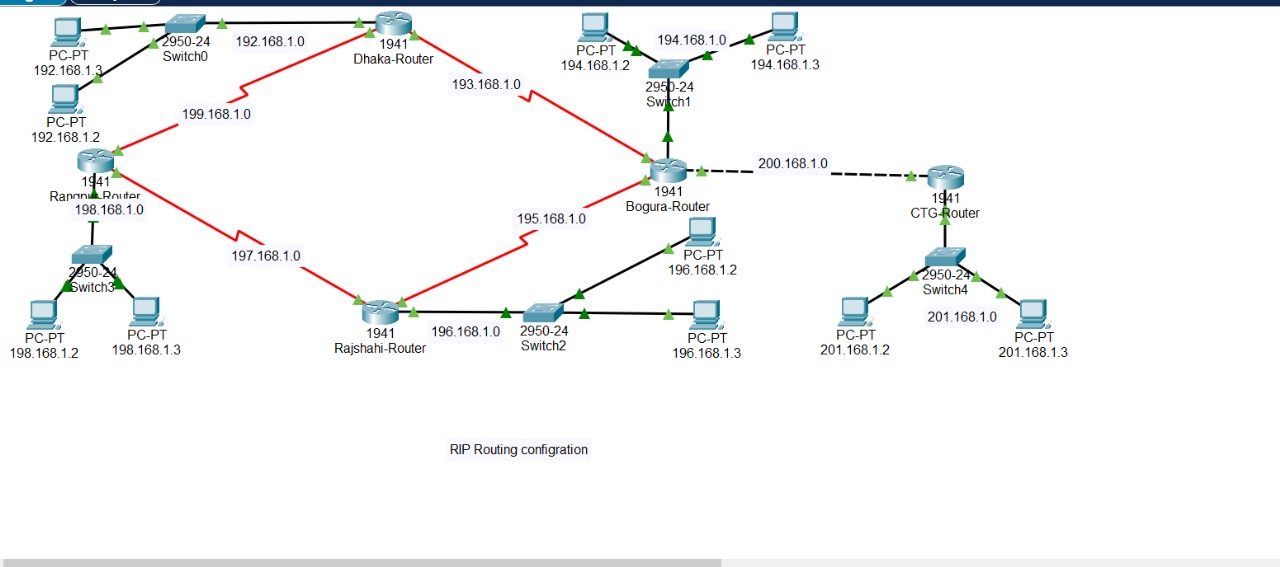 192.168.1.0
1941
Dhaka-Router
PC-PT
192.168.1.3
2950-24
Switch0
PC-PT
192.168.1.2
199.168.1.0
193.168.1.0
194.168.1.0
PC-PT
194.168.1.2
PC-PT
194.168.1.3
2950-24
Switch1
1941
Rangpur-Router
198.168.1.0
2950-24
Switch3
PC-PT
198.168.1.2
PC-PT
198.168.1.3
197.168.1.0
195.168.1.0
1941
Bogura-Router
200.168.1.0
1941
CTG-Router
PC-PT
196.168.1.2
1941
Rajshahi-Router
196.168.1.0
2950-24
Switch2
PC-PT
196.168.1.3
2950-24
Switch4
201.168.1.0
PC-PT
201.168.1.2
PC-PT
201.168.1.3
RIP Routing configration